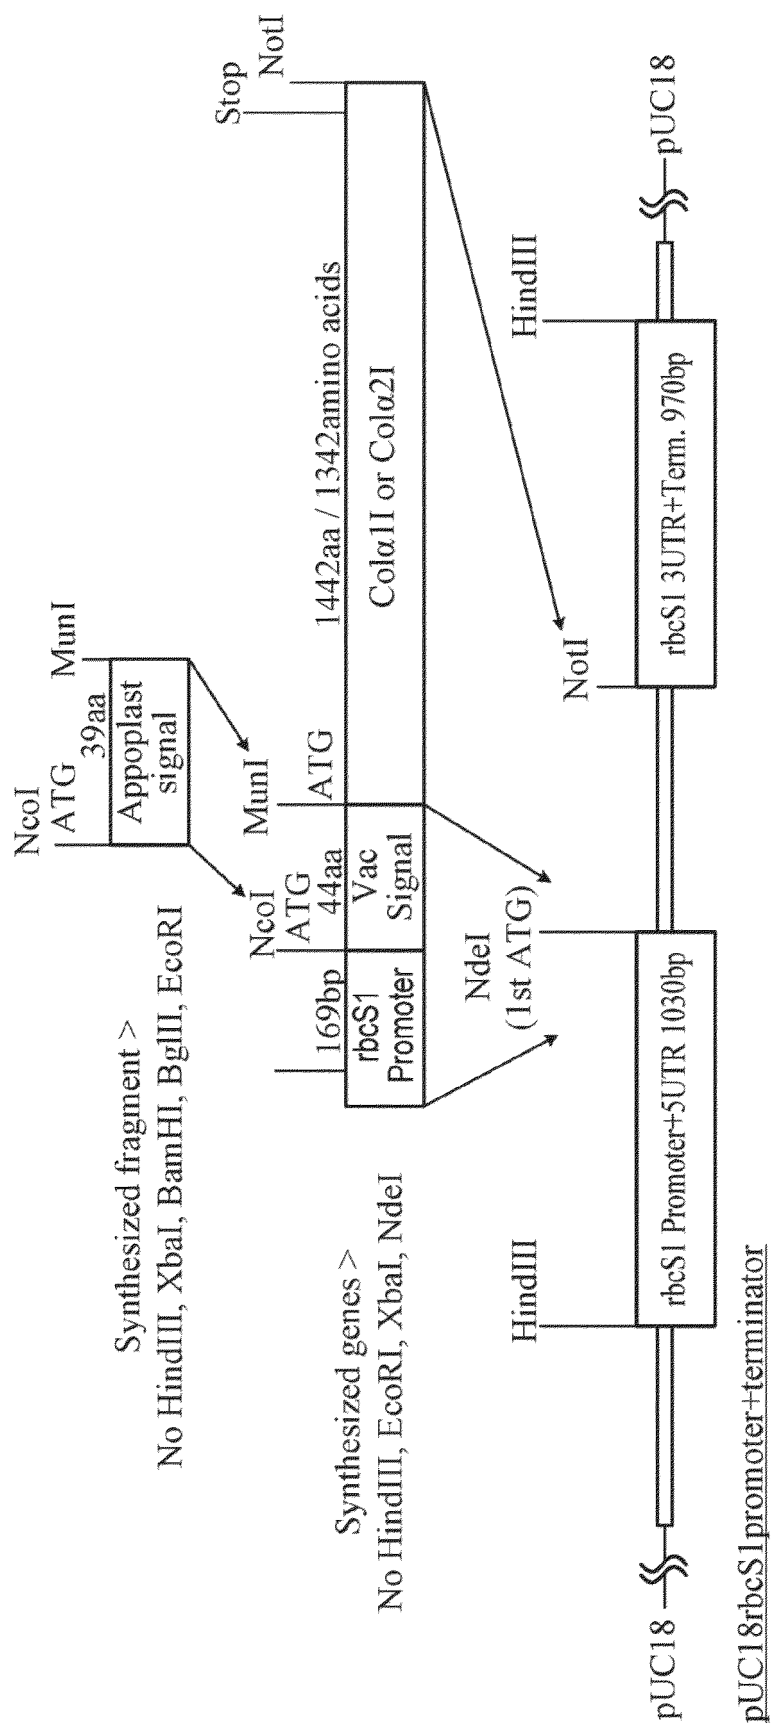 NcoI
ATG
MunI
39aa
Appoplast
signal
Synthesized fragment >
No HindIII, XbaI, BamHI, BglII, EcoRI
Stop
NotI
NcoI
ATG
MunI
ATG
169bp
44aa
1442aa / 1342amino acids
rbcS1
Promoter
Vac
Signal
Colα1I or Colα2I
Synthesized genes >
No HindIII, EcoRI, XbaI, NdeI
NdeI
(1st ATG)
HindIII
NotI
HindIII
pUC18
rbcS1 Promoter+5UTR 1030bp
rbcS1 3UTR+Term. 970bp
pUC18
pUC18rbcS1promoter+terminator